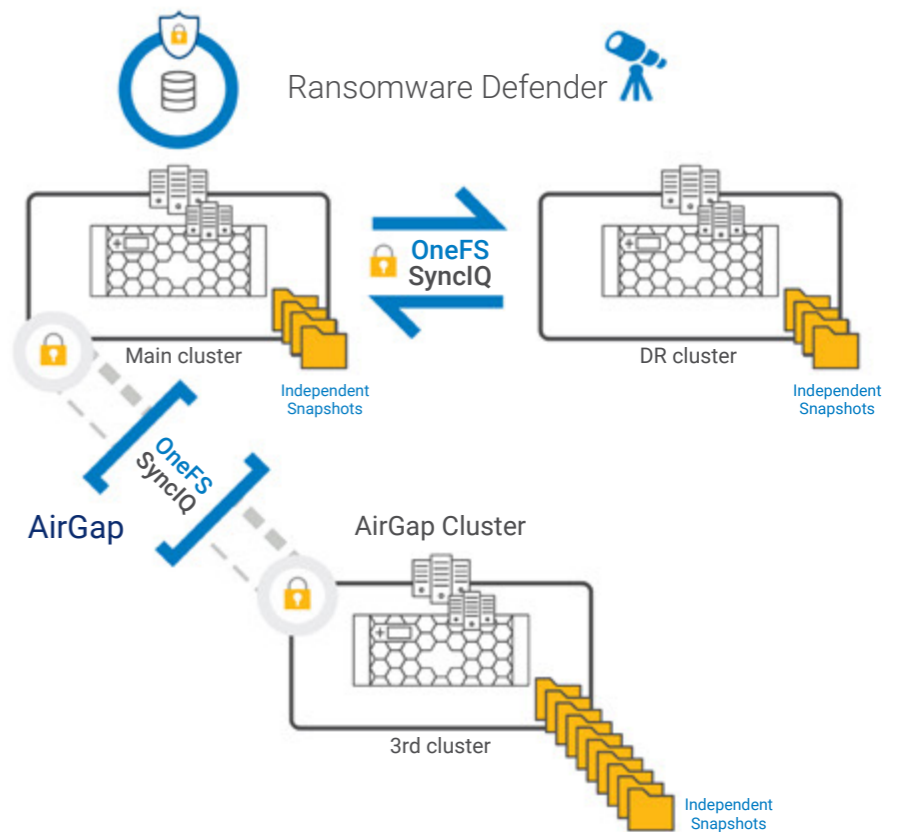 Ransomware Defender
OneFS
SyncIQ
Main cluster
DR cluster
Independent
Snapshots
Independent
Snapshots
OneFS
SyncIQ
AirGap
AirGap Cluster
3rd cluster
Independent
Snapshots